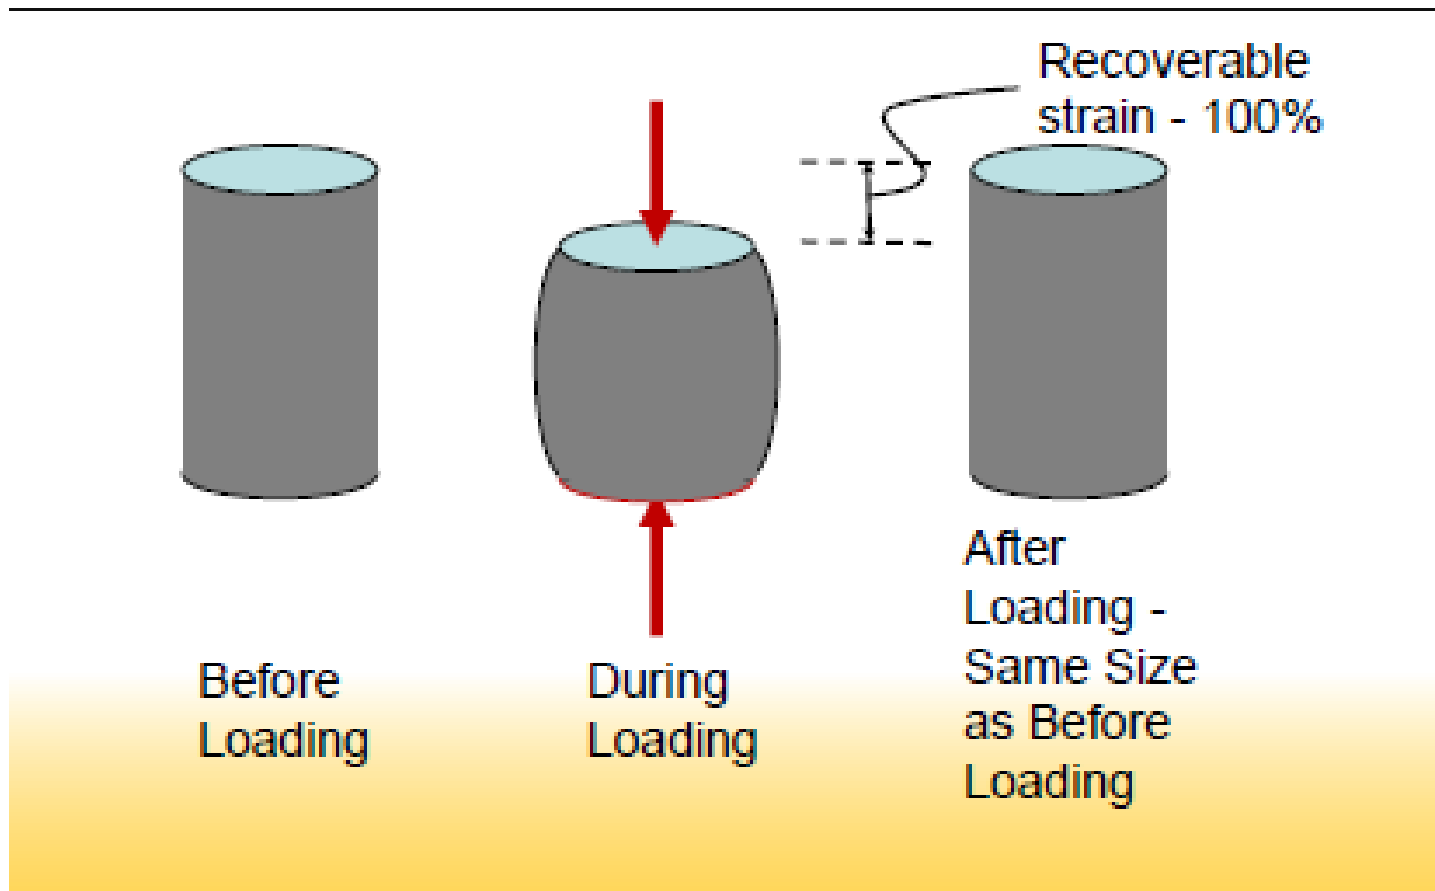 Recoverable
strain - 100%
Before
Loading
During
Loading
After
Loading -
Same Size
as Before
Loading